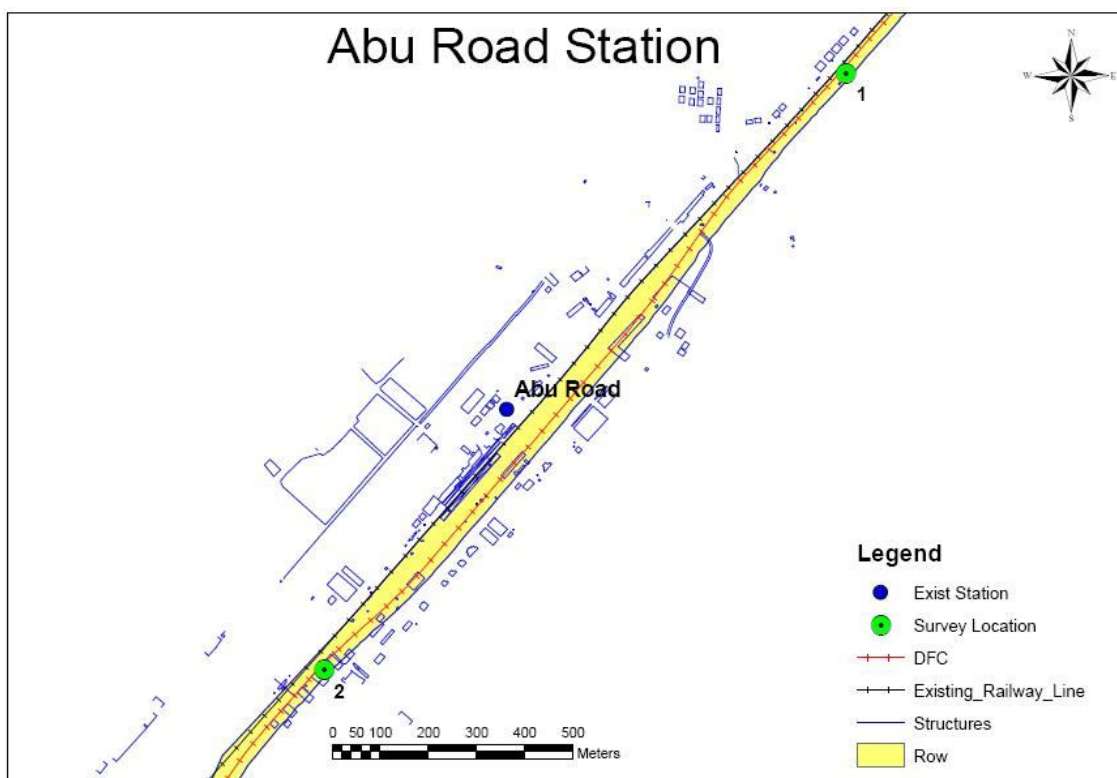 Abu Road Station
N
W
E
S
1
Abu Road
2
Legend
Exist Station
Survey Location
DFC
Existing_Railway_Line
Structures
Row
0 50 100 200 300 400 500
Meters